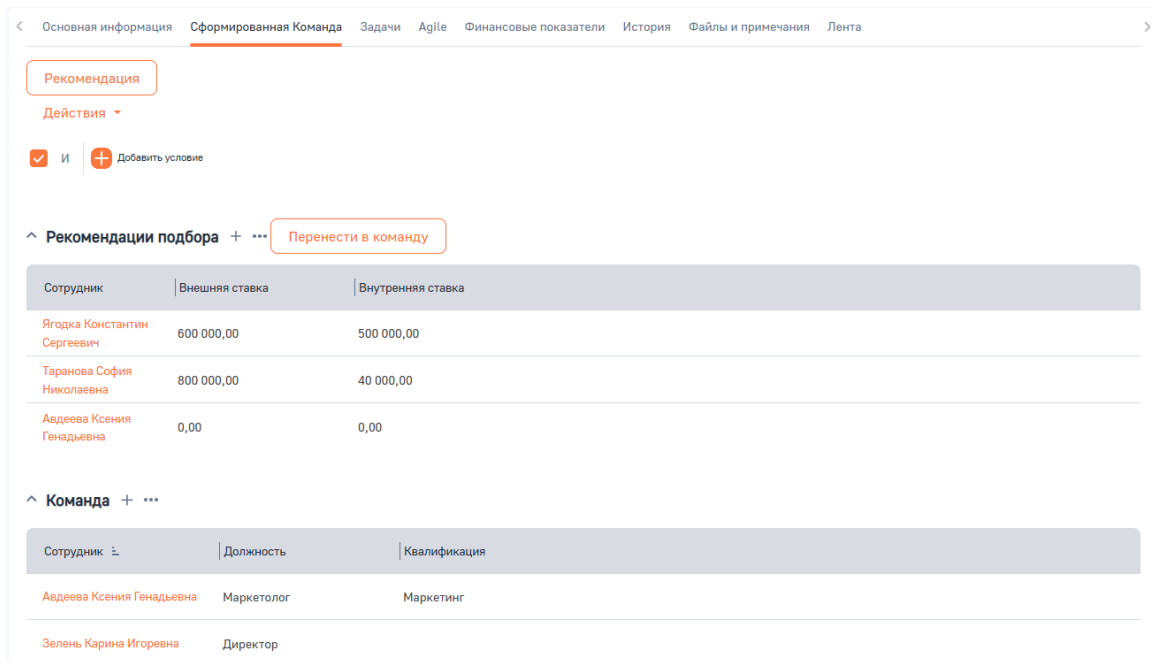 Основная информация Сформированная Команда Задачи Agile Финансовые показатели История Файлы и примечания Лента
Рекомендация
Действия
И Добавить условие
Рекомендации подбора Перенести в команду
Сотрудник Внешняя ставка Внутренняя ставка
Ягодка Константин
Сергеевич
600 000,00 500 000,00
Таранова София
Николаевна
800 000,00 40 000,00
Авдеева Ксения
Генадьевна
0,00 0,00
Команда
Сотрудник Должность Квалификация
Авдеева Ксения Генадьевна Маркетолог Маркетинг
Зелень Карина Игоревна Директор